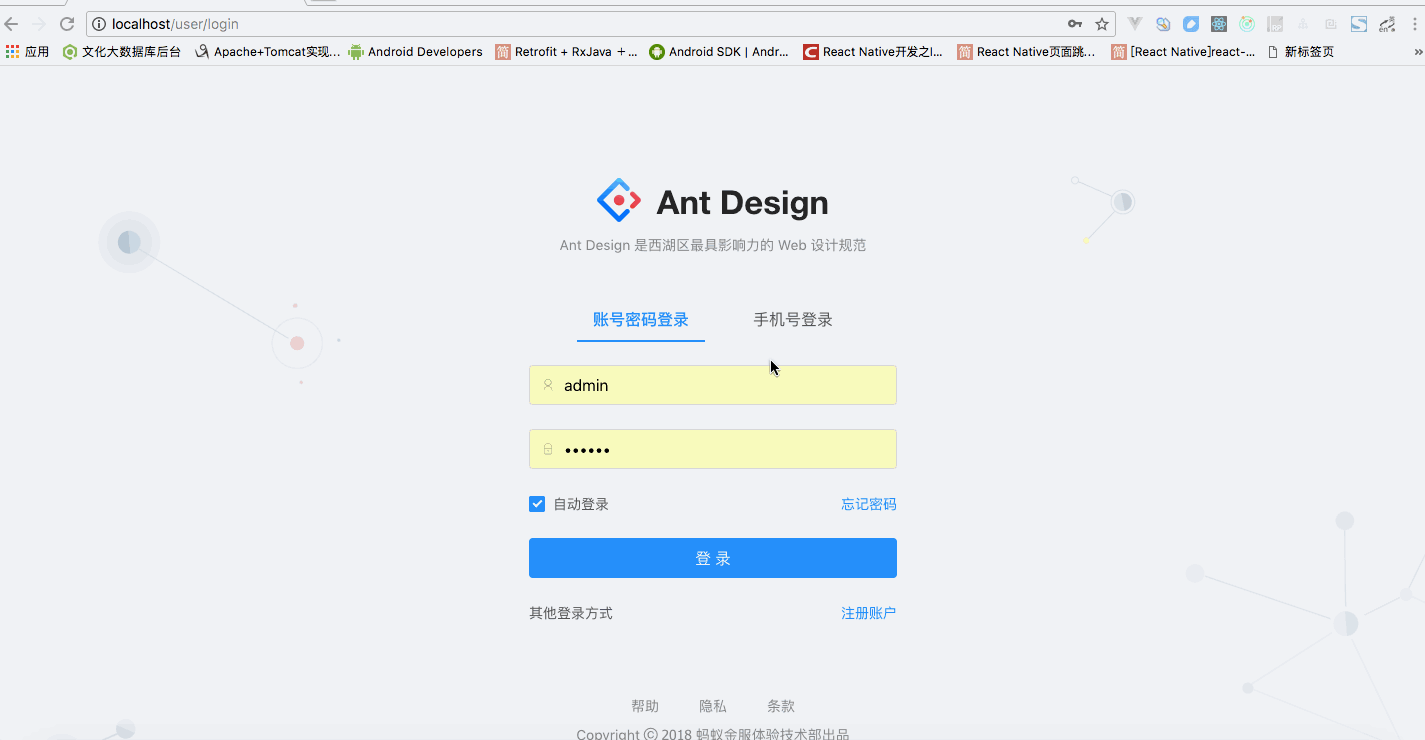 localhost/user/login
应用 文化大数据库后台 Apache+Tomcat实现... Android Developers Retrofit + RxJava ＋... Android SDK | Andr... React Native开发之I... React Native页面跳... [React Native]react-... 新标签页 »
Ant Design
Ant Design 是西湖区最具影响力的 Web 设计规范
账号密码登录 手机号登录
admin
••••••
自动登录 忘记密码
登 录
其他登录方式 注册账户
帮助 隐私 条款
Copyright © 2018 蚂蚁金服体验技术部出品